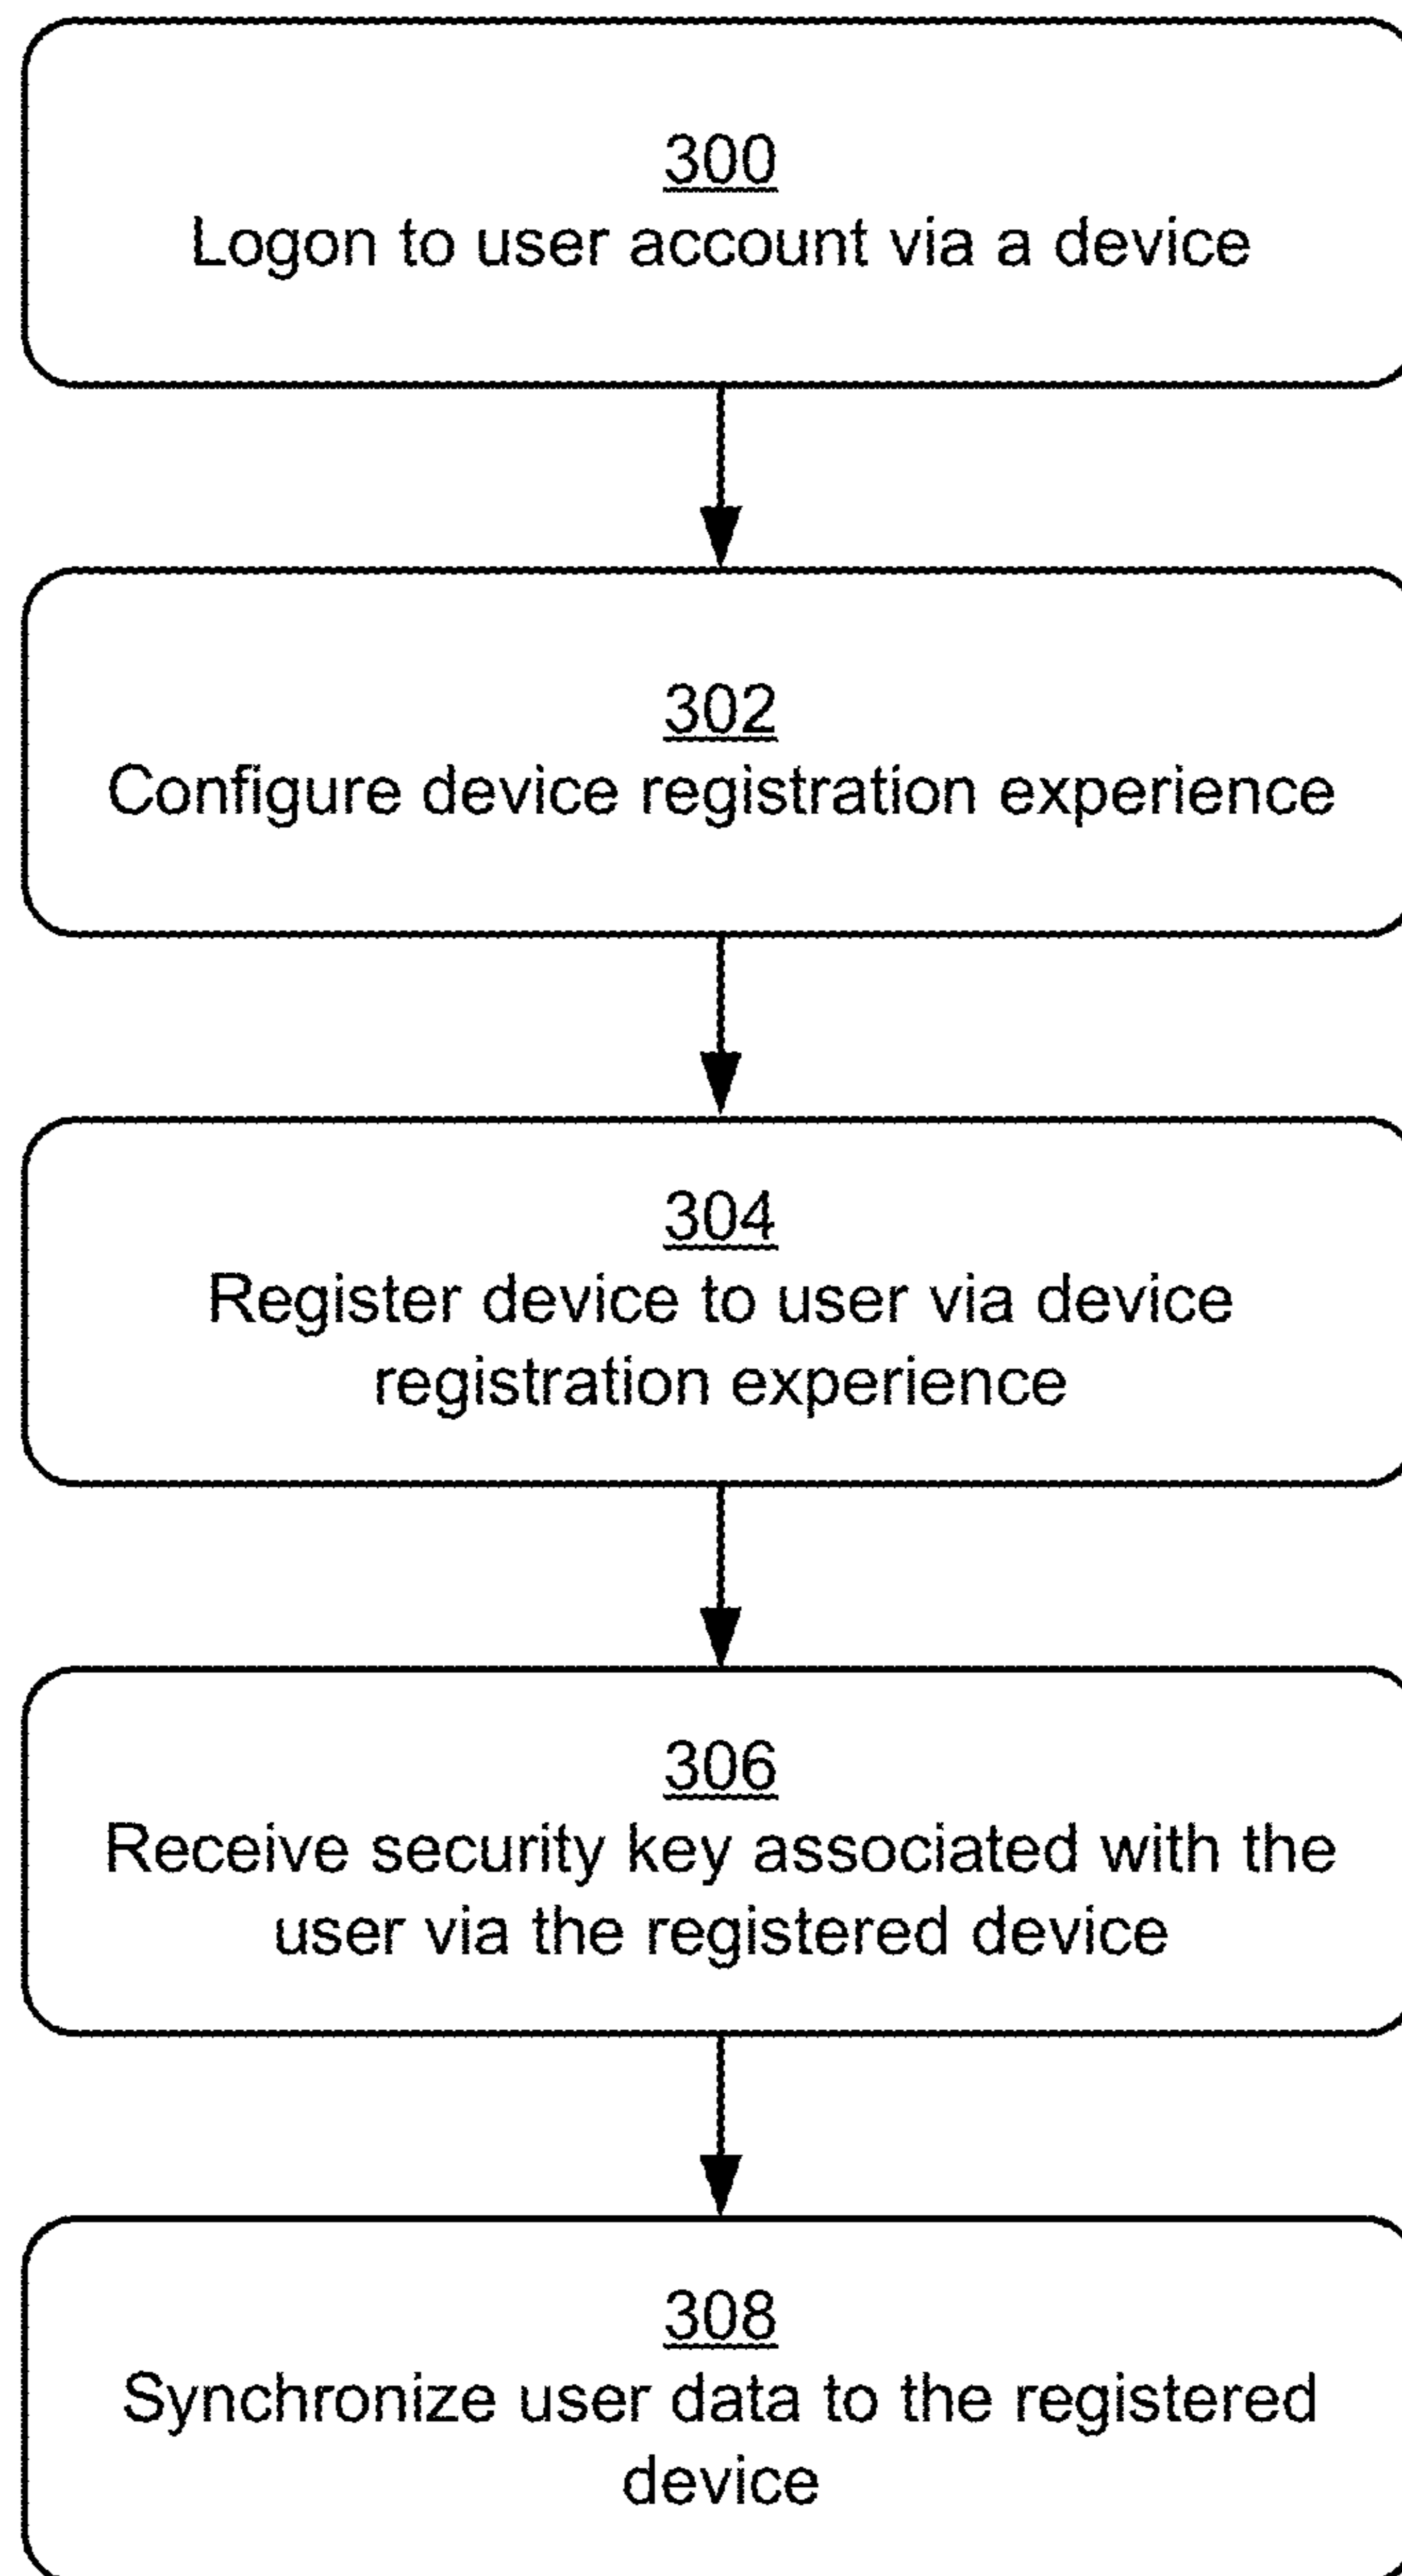 300
Logon to user account via a device
302
Configure device registration experience
304
Register device to user via device
registration experience
306
Receive security key associated with the
user via the registered device
308
Synchronize user data to the registered
device